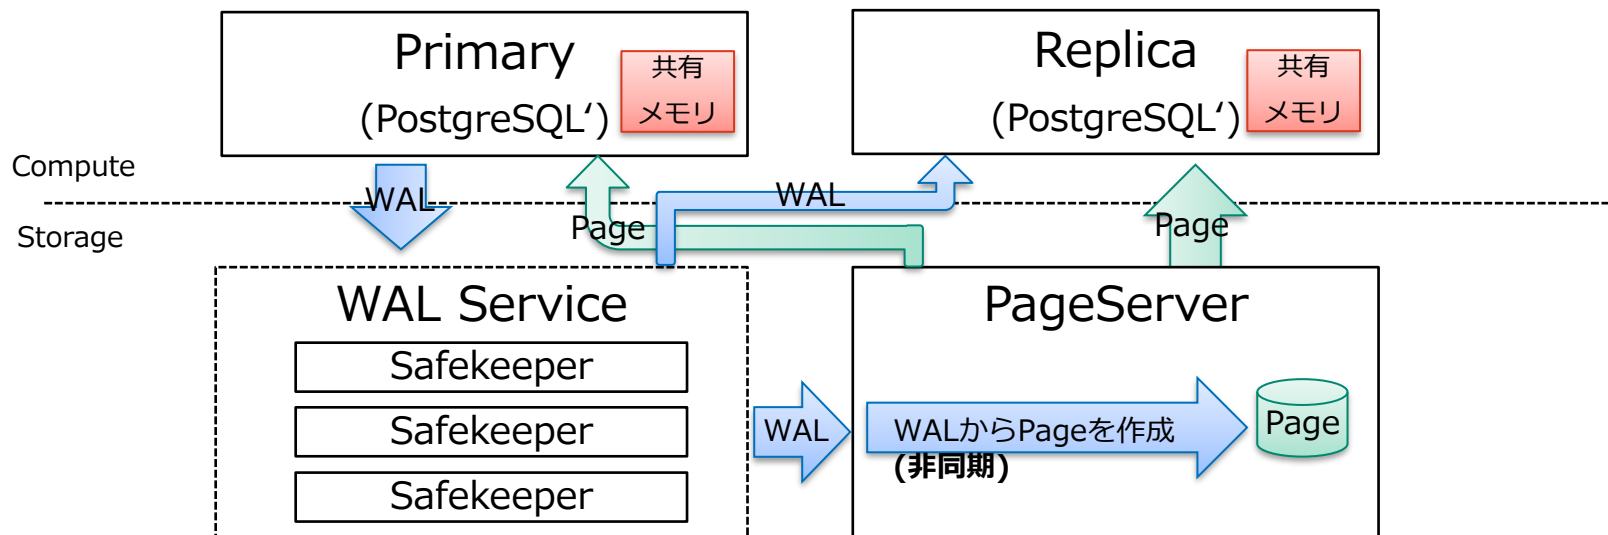 Primary
(PostgreSQL‘)
共有
メモリ
Replica
(PostgreSQL‘)
共有
メモリ
Compute
WAL
WAL
Storage
Page
Page
WAL Service
Safekeeper
Safekeeper
Safekeeper
WAL
PageServer
WALからPageを作成
(非同期)
Page